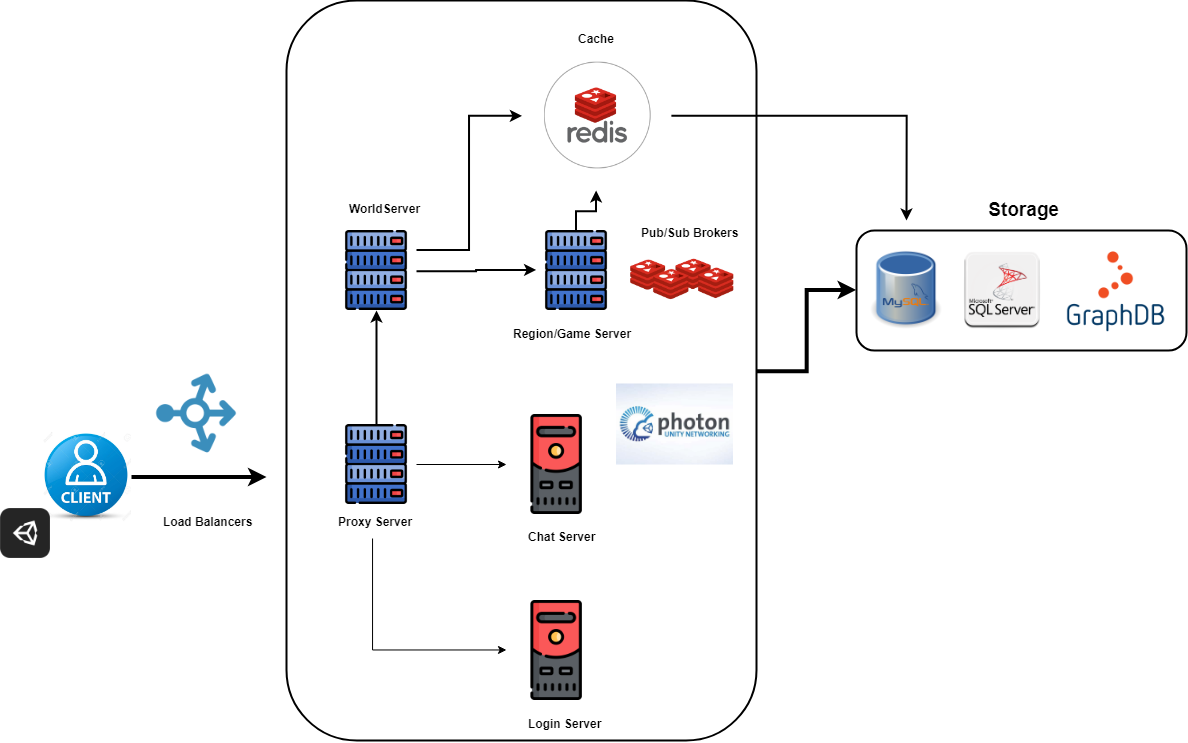 Cache
redis
WorldServer
Pub/Sub Brokers
Region/Game Server
Storage
MySQL
Microsoft
SQL Server
GraphDB
photon
UNITY NETWORKING
CLIENT
Load Balancers
Proxy Server
Chat Server
Login Server